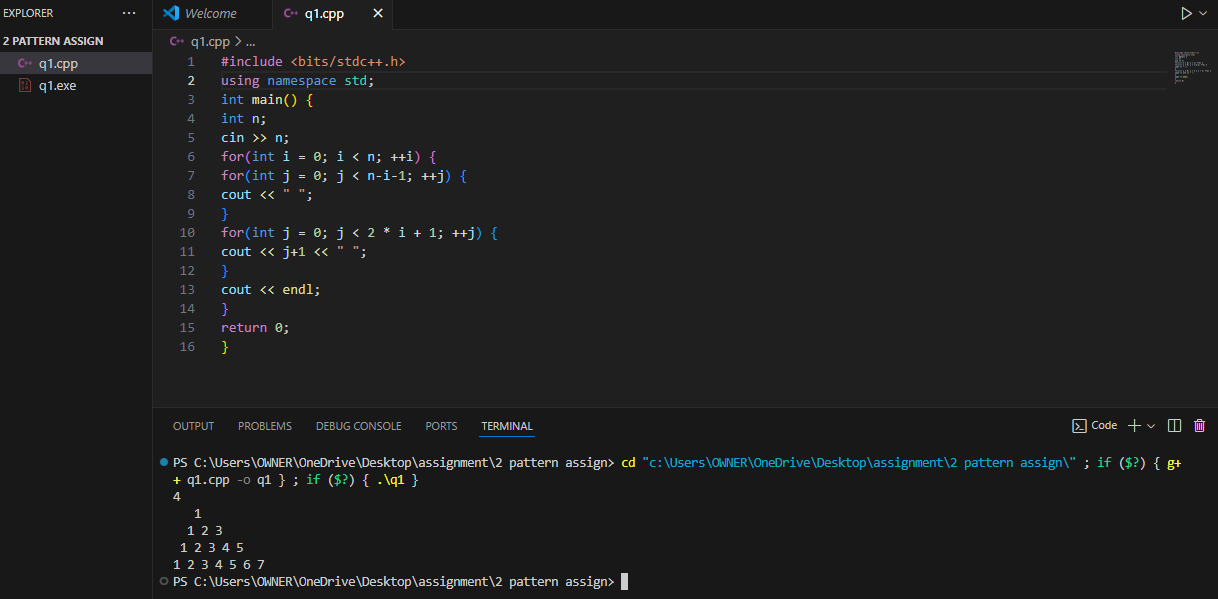 EXPLORER
2 PATTERN ASSIGN
q1.cpp
q1.exe
Welcome
q1.cpp
q1.cpp > ...
1 #include <bits/stdc++.h>
2 using namespace std;
3 int main() {
4 int n;
5 cin >> n;
6 for(int i = 0; i < n; ++i) {
7 for(int j = 0; j < n-i-1; ++j) {
8 cout << " ";
9 }
10 for(int j = 0; j < 2 * i + 1; ++j) {
11 cout << j+1 << " ";
12 }
13 cout << endl;
14 }
15 return 0;
16 }
OUTPUT PROBLEMS DEBUG CONSOLE PORTS TERMINAL Code
PS C:\Users\OWNER\OneDrive\Desktop\assignment\2 pattern assign> cd "c:\Users\OWNER\OneDrive\Desktop\assignment\2 pattern assign\" ; if ($?) { g+
+ q1.cpp -o q1 } ; if ($?) { .\q1 }
4
   1
  1 2 3
 1 2 3 4 5
1 2 3 4 5 6 7
PS C:\Users\OWNER\OneDrive\Desktop\assignment\2 pattern assign>